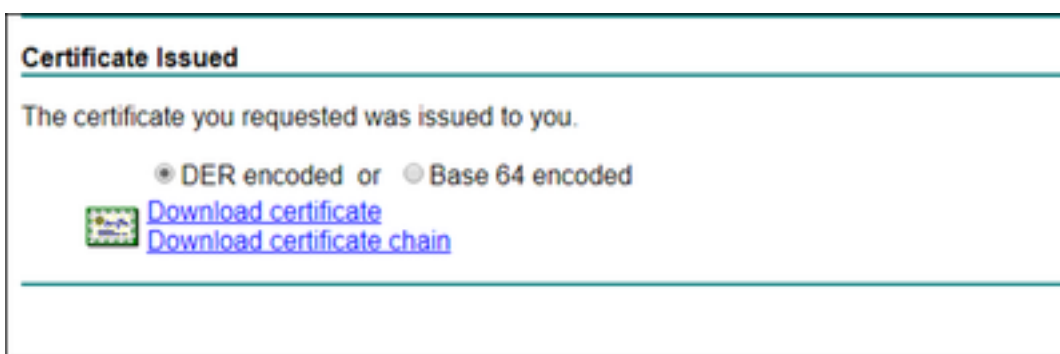 Certificate Issued
The certificate you requested was issued to you.
DER encoded or Base 64 encoded
Download certificate
Download certificate chain